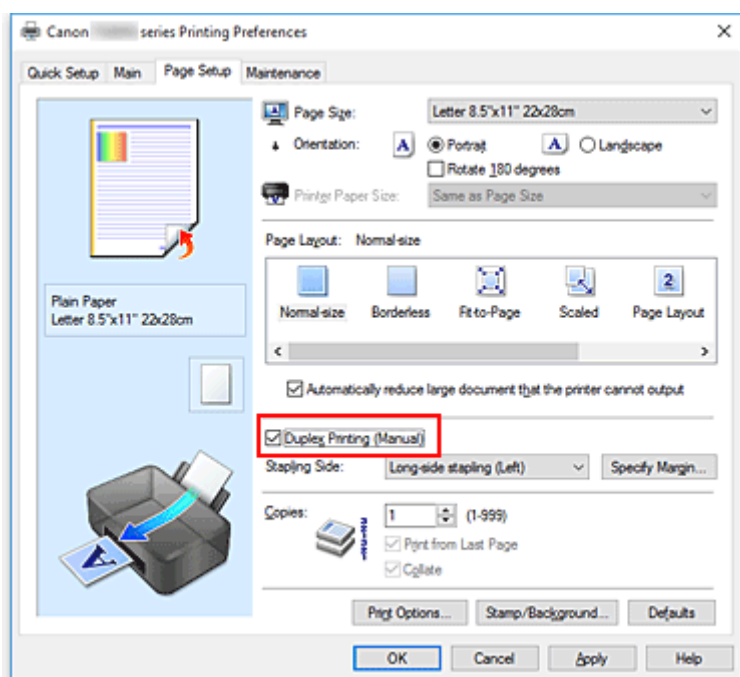 Canon series Printing Preferences
Quick Setup Main Page Setup Maintenance
Page Size: Letter 8.5"x11" 22x28cm
Orientation: A Portrait A Landscape
Rotate 180 degrees
Printer Paper Size: Same as Page Size
Page Layout: Normal-size
2
Normal-size Borderless Fit-to-Page Scaled Page Layout
Plain Paper
Letter 8.5"x11" 22x28cm
Automatically reduce large document that the printer cannot output
Duplex Printing (Manual)
Stapling Side: Long-side stapling (Left) Specify Margin...
Copies: 1 (1-999)
Print from Last Page
Collate
A
Print Options... Stamp/Background... Defaults
OK Cancel Apply Help